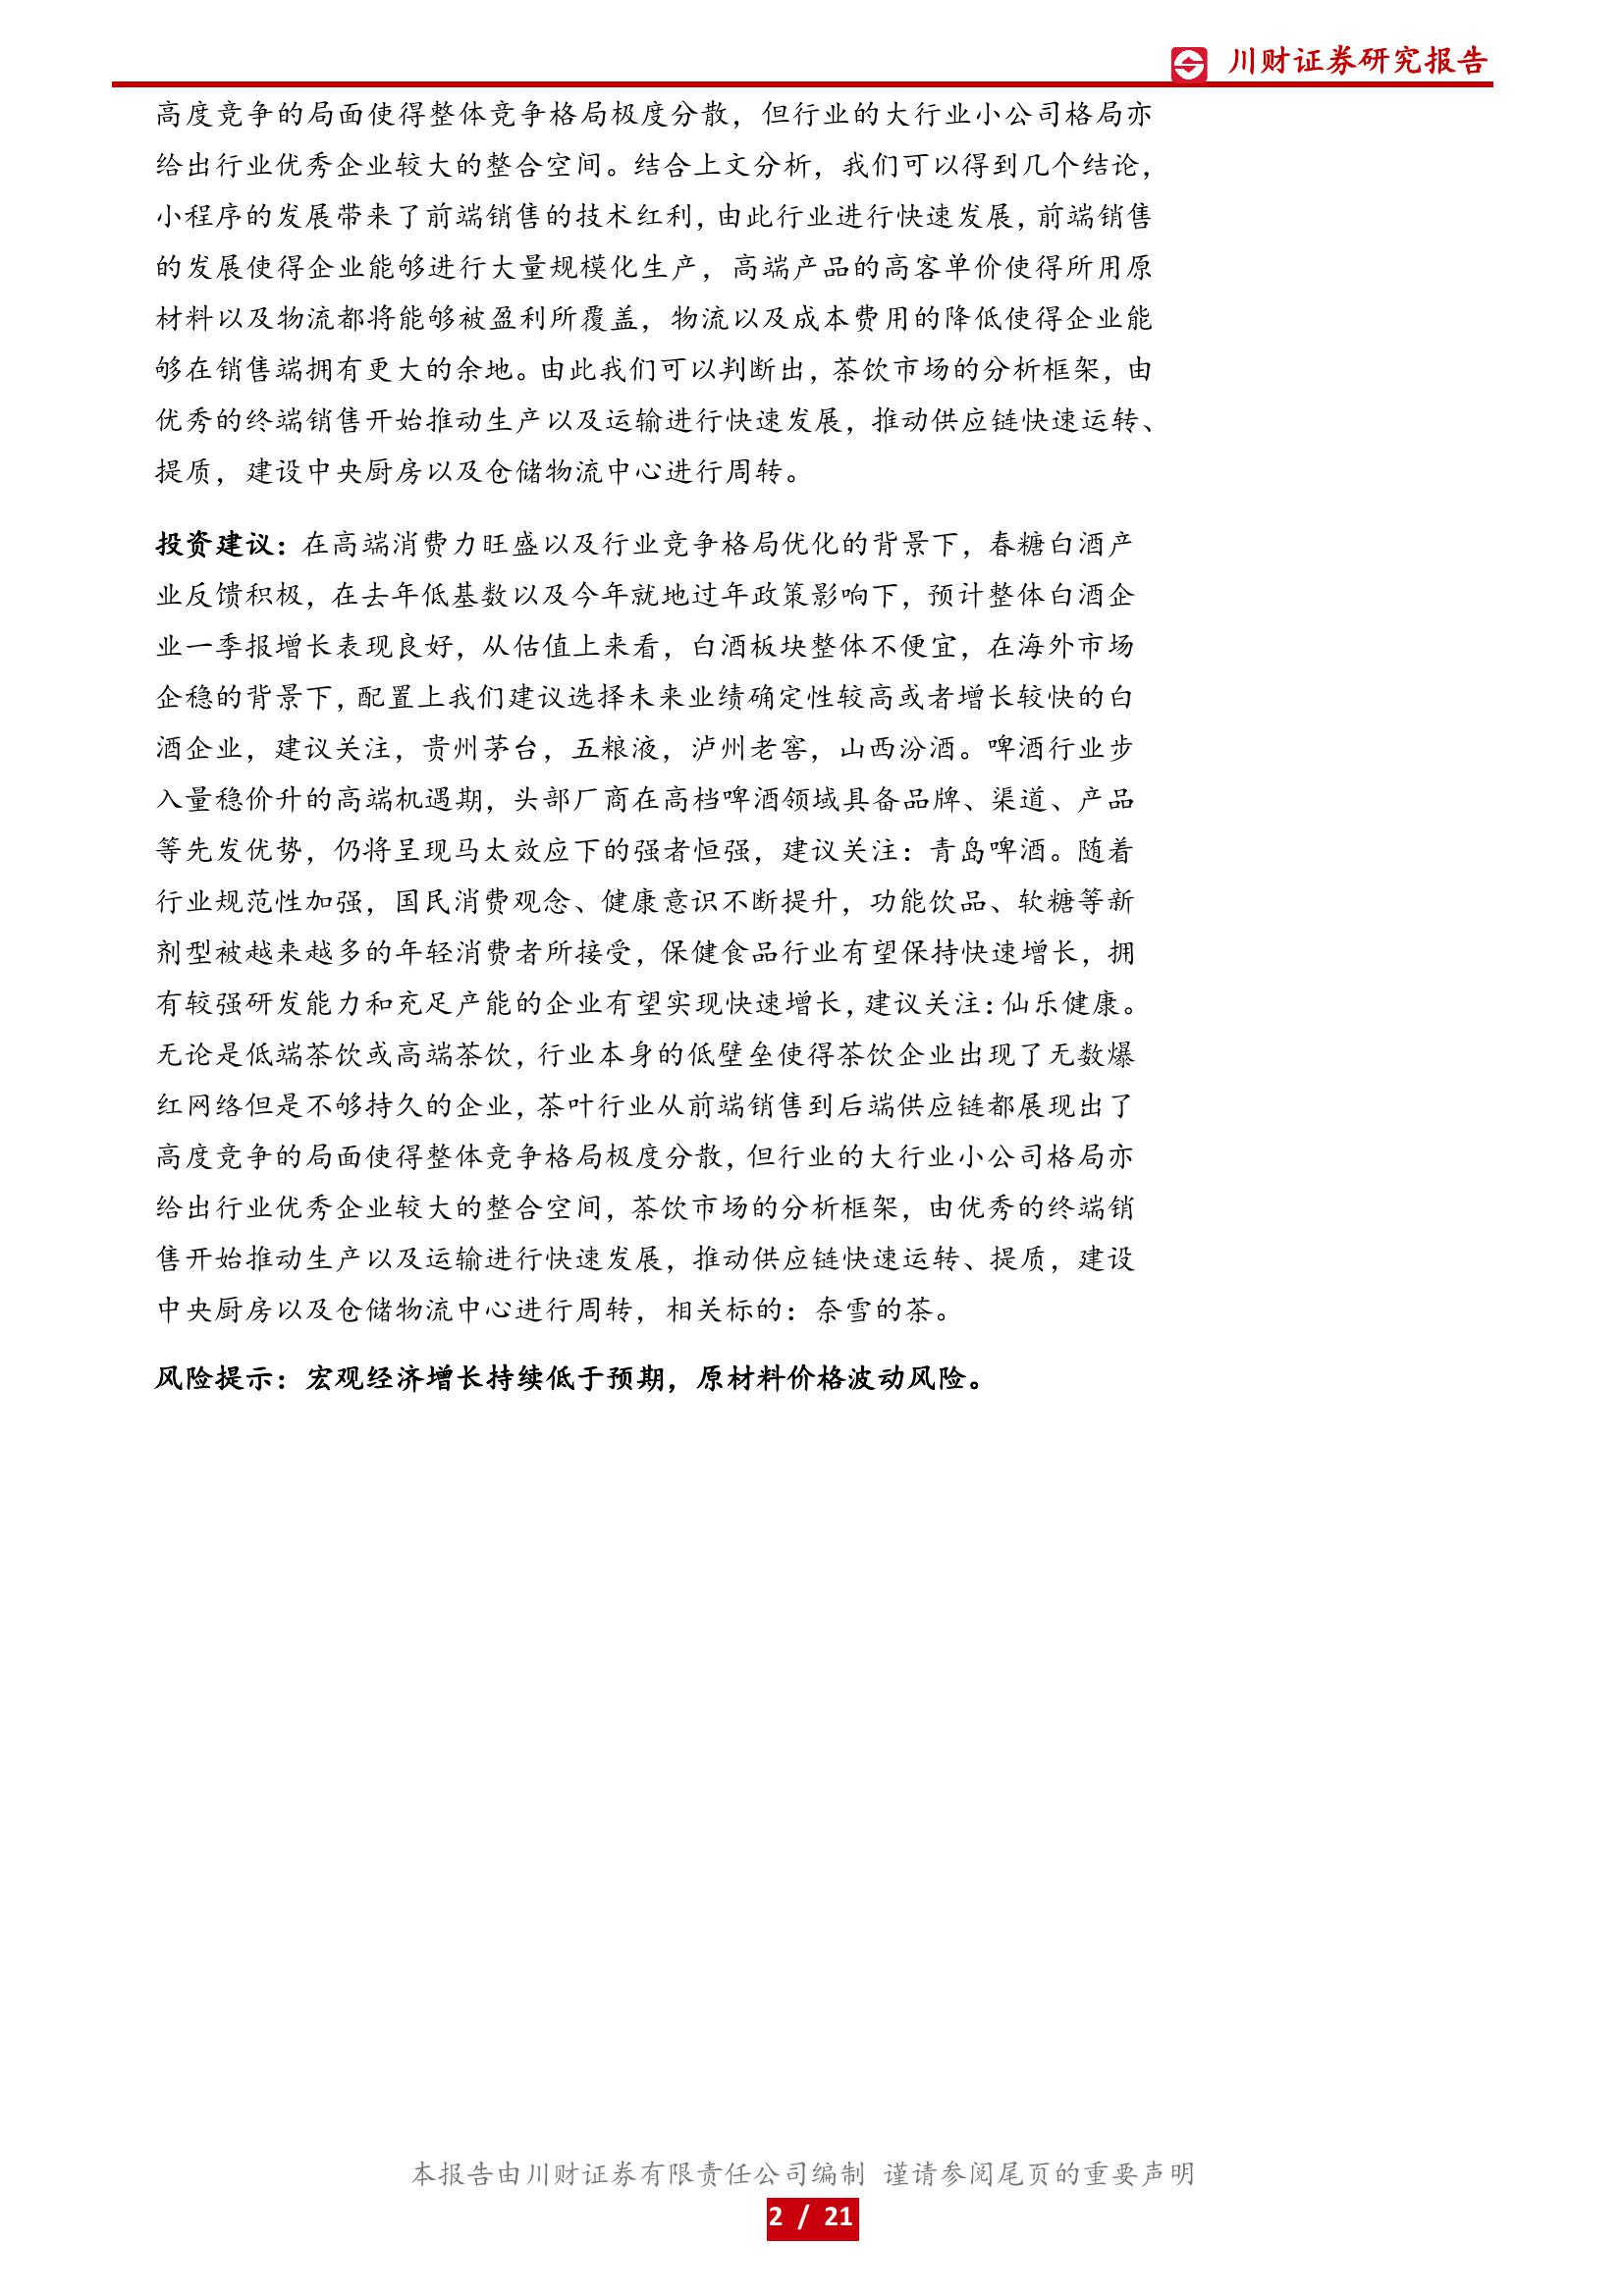 川财证券研究报告
高度竞争的局面使得整体竞争格局极度分散，但行业的大行业小公司格局亦
给出行业优秀企业较大的整合空间。结合上文分析，我们可以得到几个结论，
小程序的发展带来了前端销售的技术红利，由此行业进行快速发展，前端销售
的发展使得企业能够进行大量规模化生产，高端产品的高客单价使得所用原
材料以及物流都将能够被盈利所覆盖，物流以及成本费用的降低使得企业能
够在销售端拥有更大的余地。由此我们可以判断出，茶饮市场的分析框架，由
优秀的终端销售开始推动生产以及运输进行快速发展，推动供应链快速运转、
提质，建设中央厨房以及仓储物流中心进行周转。
投资建议：在高端消费力旺盛以及行业竞争格局优化的背景下，春糖白酒产
业反馈积极，在去年低基数以及今年就地过年政策影响下，预计整体白酒企
业一季报增长表现良好，从估值上来看，白酒板块整体不便宜，在海外市场
企稳的背景下，配置上我们建议选择未来业绩确定性较高或者增长较快的白
酒企业，建议关注，贵州茅台，五粮液，泸州老窖，山西汾酒。啤酒行业步
入量稳价升的高端机遇期，头部厂商在高档啤酒领域具备品牌、渠道、产品
等先发优势，仍将呈现马太效应下的强者恒强，建议关注：青岛啤酒。随着
行业规范性加强，国民消费观念、健康意识不断提升，功能饮品、软糖等新
剂型被越来越多的年轻消费者所接受，保健食品行业有望保持快速增长，拥
有较强研发能力和充足产能的企业有望实现快速增长，建议关注：仙乐健康。
无论是低端茶饮或高端茶饮，行业本身的低壁垒使得茶饮企业出现了无数爆
红网络但是不够持久的企业，茶叶行业从前端销售到后端供应链都展现出了
高度竞争的局面使得整体竞争格局极度分散，但行业的大行业小公司格局亦
给出行业优秀企业较大的整合空间，茶饮市场的分析框架，由优秀的终端销
售开始推动生产以及运输进行快速发展，推动供应链快速运转、提质，建设
中央厨房以及仓储物流中心进行周转，相关标的：奈雪的茶。
风险提示：宏观经济增长持续低于预期，原材料价格波动风险。
本报告由川财证券有限责任公司编制 谨请参阅尾页的重要声明
2 / 21